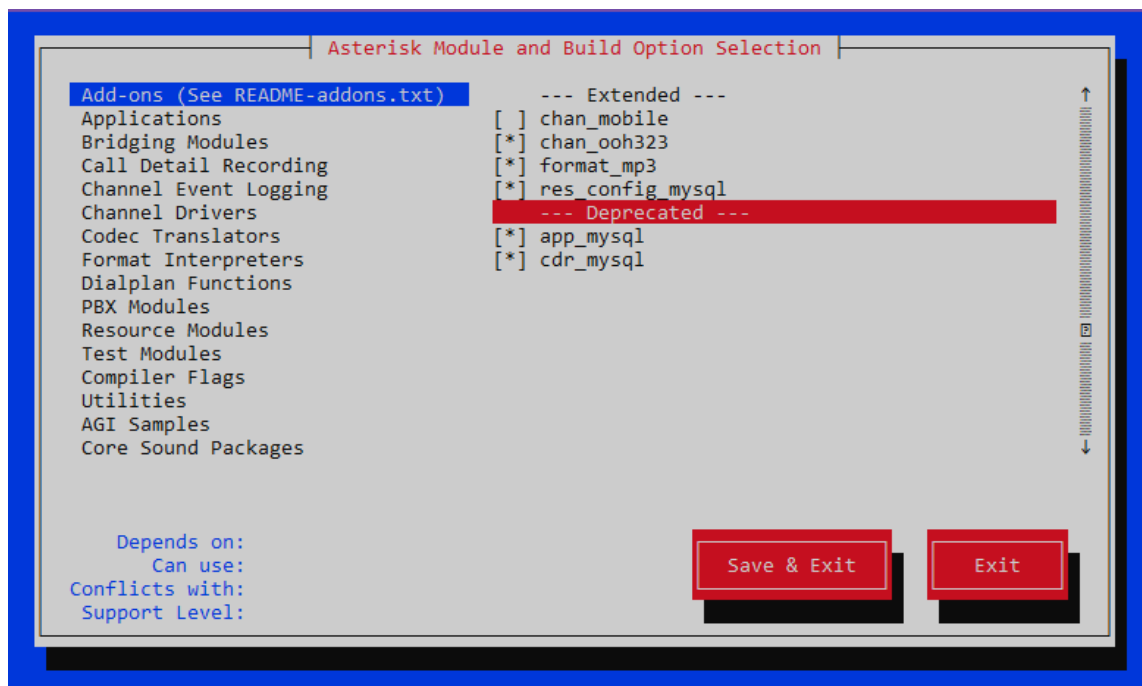 Asterisk Module and Build Option Selection
Add-ons (See README-addons.txt)
Applications
Bridging Modules
Call Detail Recording
Channel Event Logging
Channel Drivers
Codec Translators
Format Interpreters
Dialplan Functions
PBX Modules
Resource Modules
Test Modules
Compiler Flags
Utilities
AGI Samples
Core Sound Packages
--- Extended ---
[ ] chan_mobile
[*] chan_ooh323
[*] format_mp3
[*] res_config_mysql
--- Deprecated ---
[*] app_mysql
[*] cdr_mysql
Depends on:
Can use:
Conflicts with:
Support Level:
Save & Exit
Exit